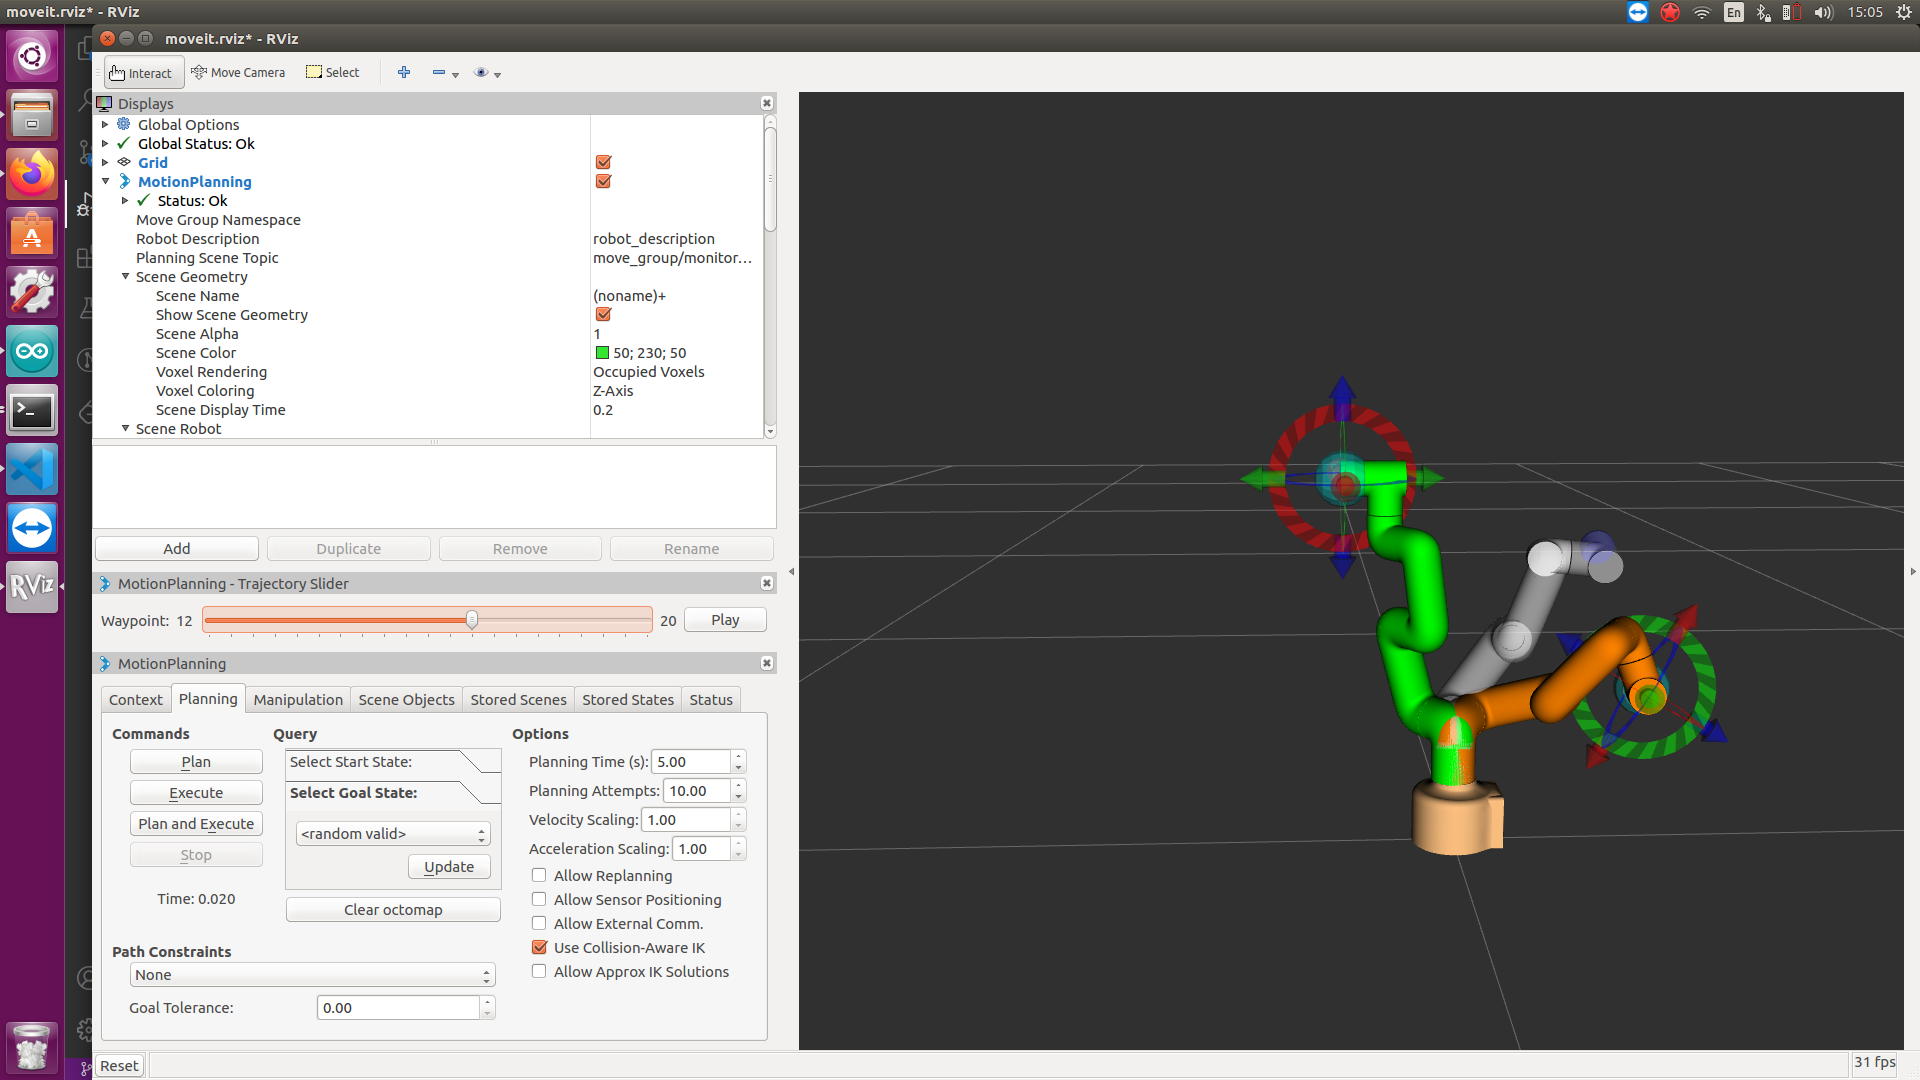 moveit.rviz* - RViz
En
15:05
moveit.rviz* - RViz
Interact
Move Camera
Select
Displays
Global Options
Global Status: Ok
Grid
MotionPlanning
Status: Ok
Move Group Namespace
Robot Description robot_description
Planning Scene Topic move_group/monitor...
Scene Geometry
Scene Name (noname)+
Show Scene Geometry
Scene Alpha 1
Scene Color 50; 230; 50
Voxel Rendering Occupied Voxels
Voxel Coloring Z-Axis
Scene Display Time 0.2
Scene Robot
Add Duplicate Remove Rename
RViz
MotionPlanning - Trajectory Slider
Waypoint: 12 20 Play
MotionPlanning
Context Planning Manipulation Scene Objects Stored Scenes Stored States Status
Commands
Plan
Execute
Plan and Execute
Stop
Time: 0.020
Query
Select Start State:
Select Goal State:
<random valid>
Update
Clear octomap
Options
Planning Time (s): 5.00
Planning Attempts: 10.00
Velocity Scaling: 1.00
Acceleration Scaling: 1.00
Allow Replanning
Allow Sensor Positioning
Allow External Comm.
Use Collision-Aware IK
Allow Approx IK Solutions
Path Constraints
None
Goal Tolerance: 0.00
Reset
31 fps